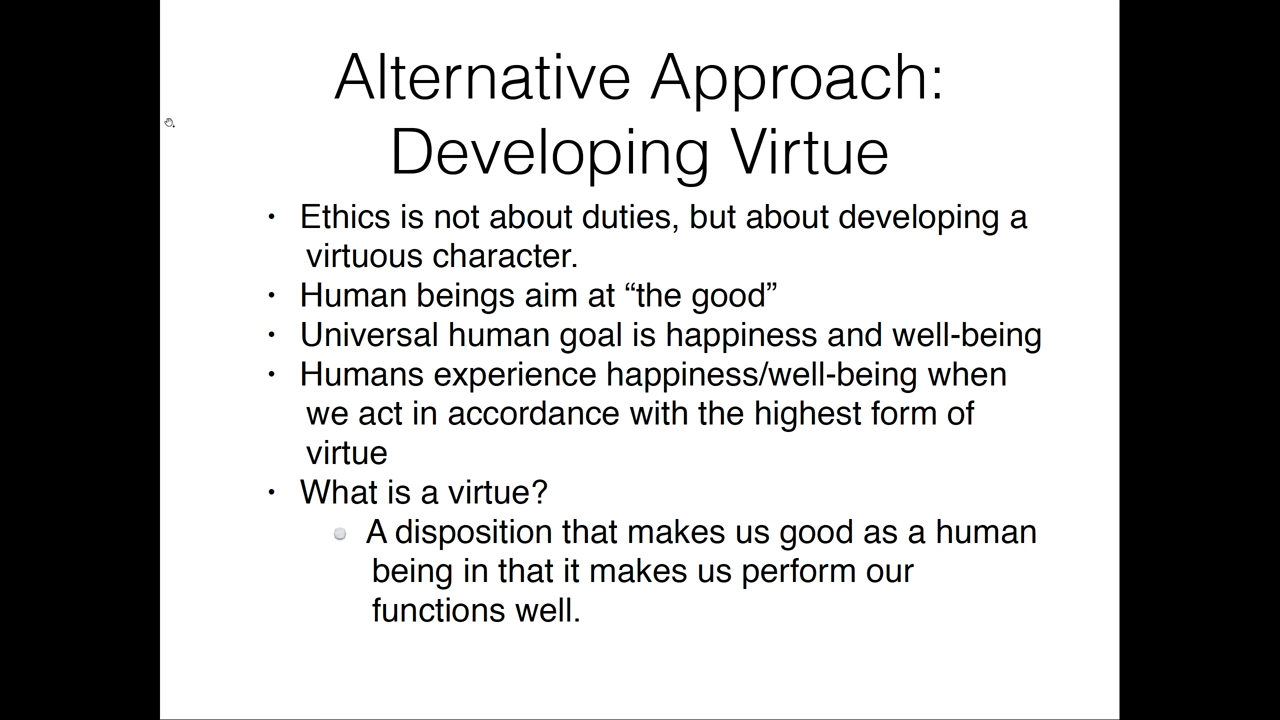 Alternative Approach:
Developing Virtue
• Ethics is not about duties, but about developing a
virtuous character.
• Human beings aim at “the good”
• Universal human goal is happiness and well-being
• Humans experience happiness/well-being when
we act in accordance with the highest form of
virtue
• What is a virtue?
A disposition that makes us good as a human
being in that it makes us perform our
functions well.